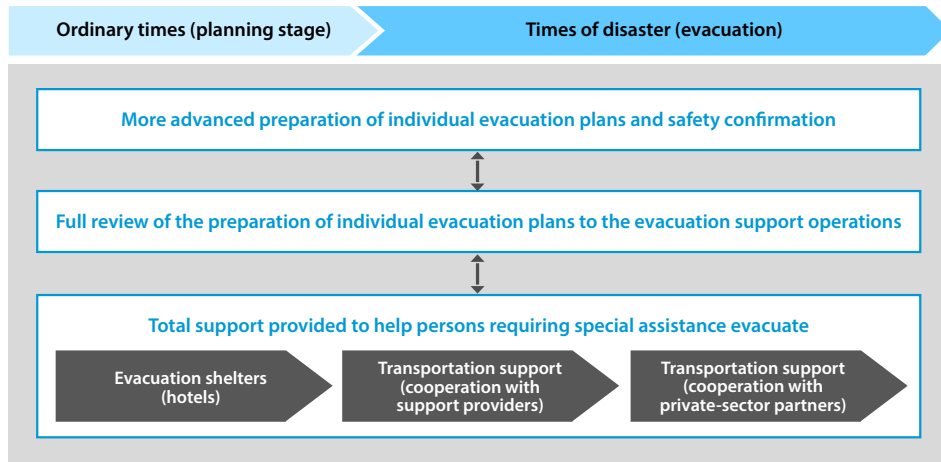 Ordinary times (planning stage)
Times of disaster (evacuation)
More advanced preparation of individual evacuation plans and safety confirmation
Full review of the preparation of individual evacuation plans to the evacuation support operations
Total support provided to help persons requiring special assistance evacuate
Evacuation shelters
(hotels)
Transportation support
(cooperation with
support providers)
Transportation support
(cooperation with
private-sector partners)